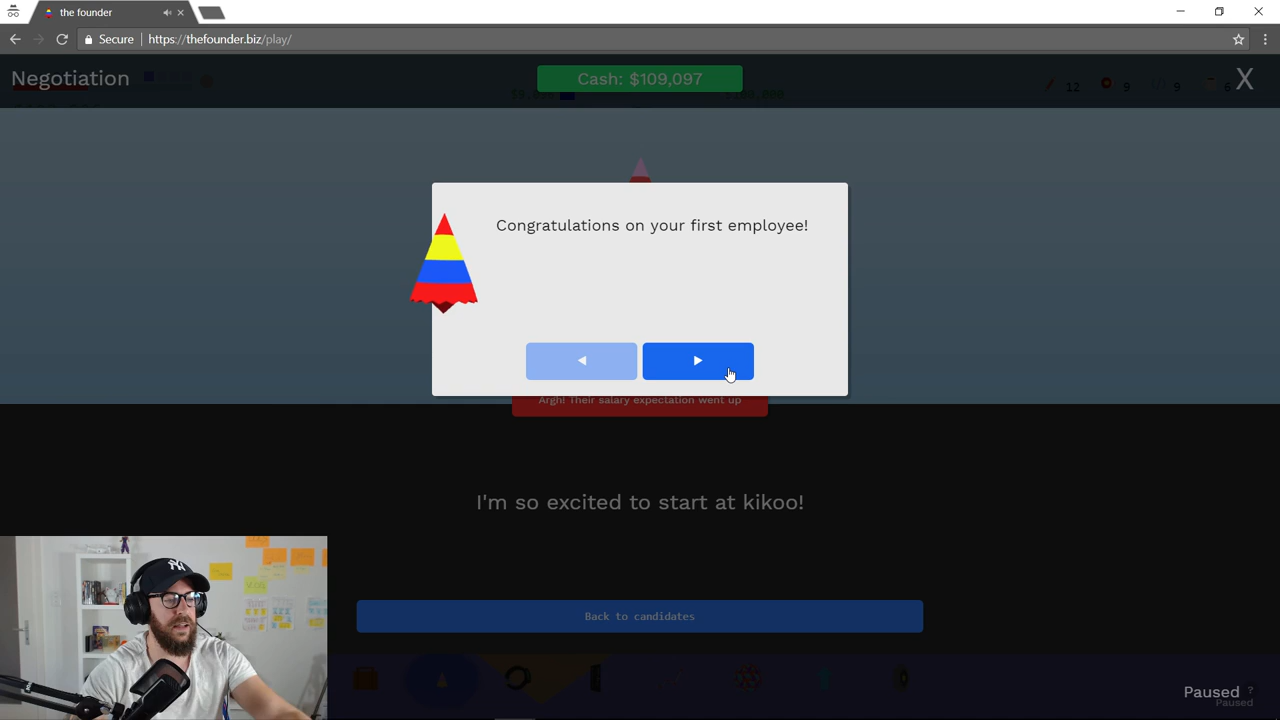 the founder
Secure
https://thefounder.biz/play/
Negotiation
Cash: $109,097
12
9
9
6
X
Congratulations on your first employee!
Argh! Their salary expectation went up
I'm so excited to start at kikoo!
Back to candidates
Paused ?
Paused